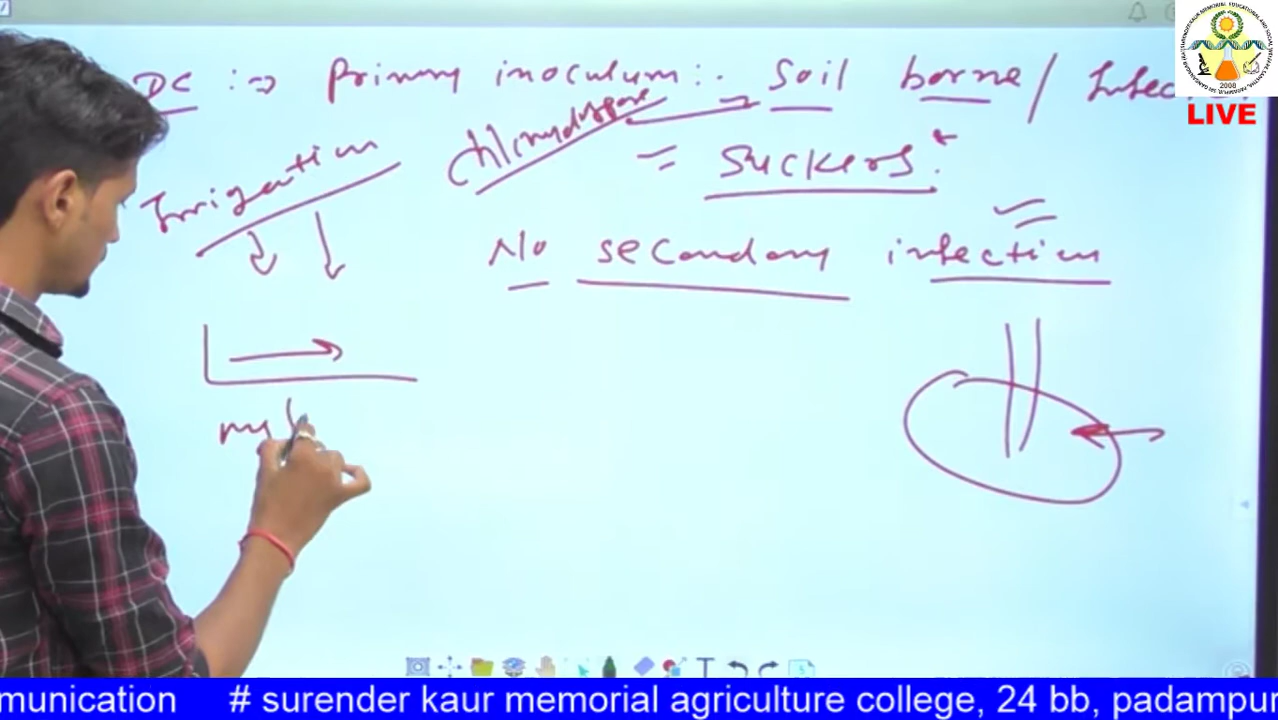 DC :⇒ Primary inoculum :. Soil borne / Infec
Chlamydospore
= Suckers.*
Irrigation
No secondary infection
my
2008
LIVE
munication # surender kaur memorial agriculture college, 24 bb, padampur